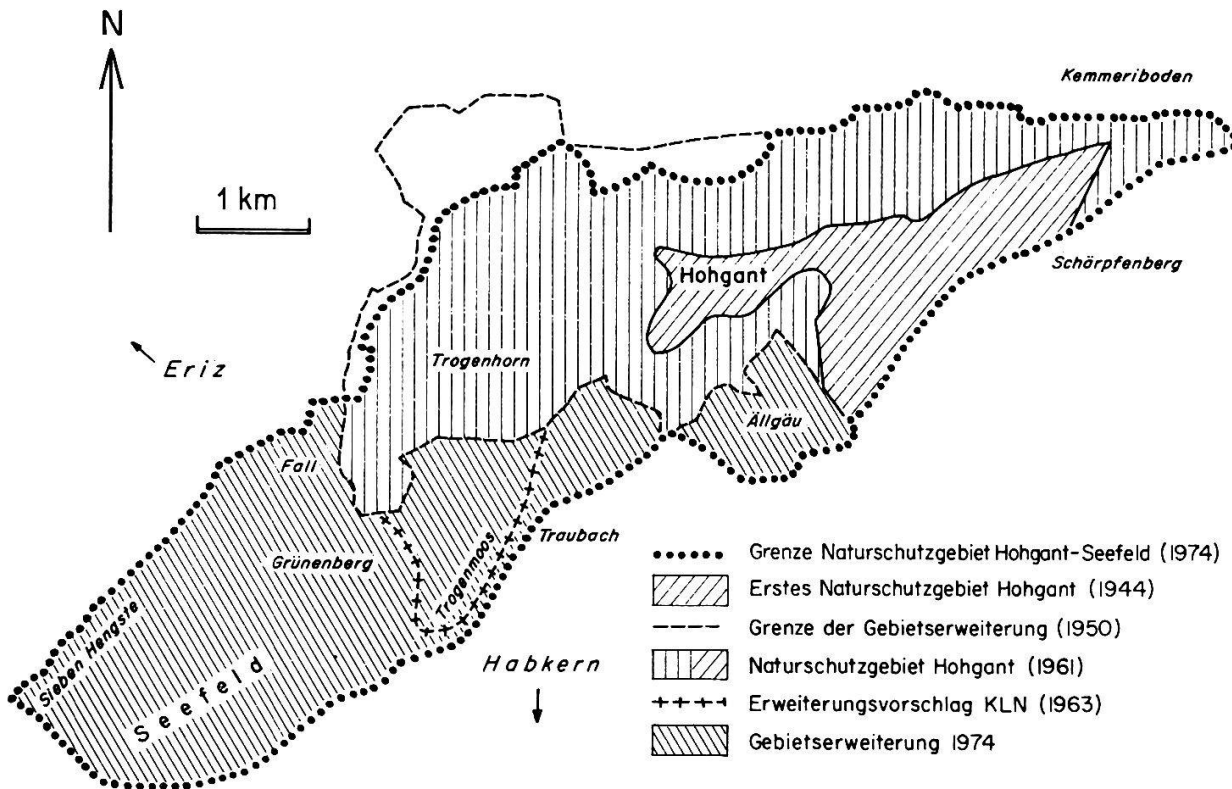 N
Kemmeriboden
1 km
Hohgant
Schärpfenberg
Trogenhorn
Eriz
Ällgäu
Fall
Traubach
Grünenberg
Trogenmoos
Sieben Hengste
Seefeld
Habkern
Grenze Naturschutzgebiet Hohgant-Seefeld (1974)
Erstes Naturschutzgebiet Hohgant (1944)
Grenze der Gebietserweiterung (1950)
Naturschutzgebiet Hohgant (1961)
Erweiterungsvorschlag KLN (1963)
Gebietserweiterung 1974